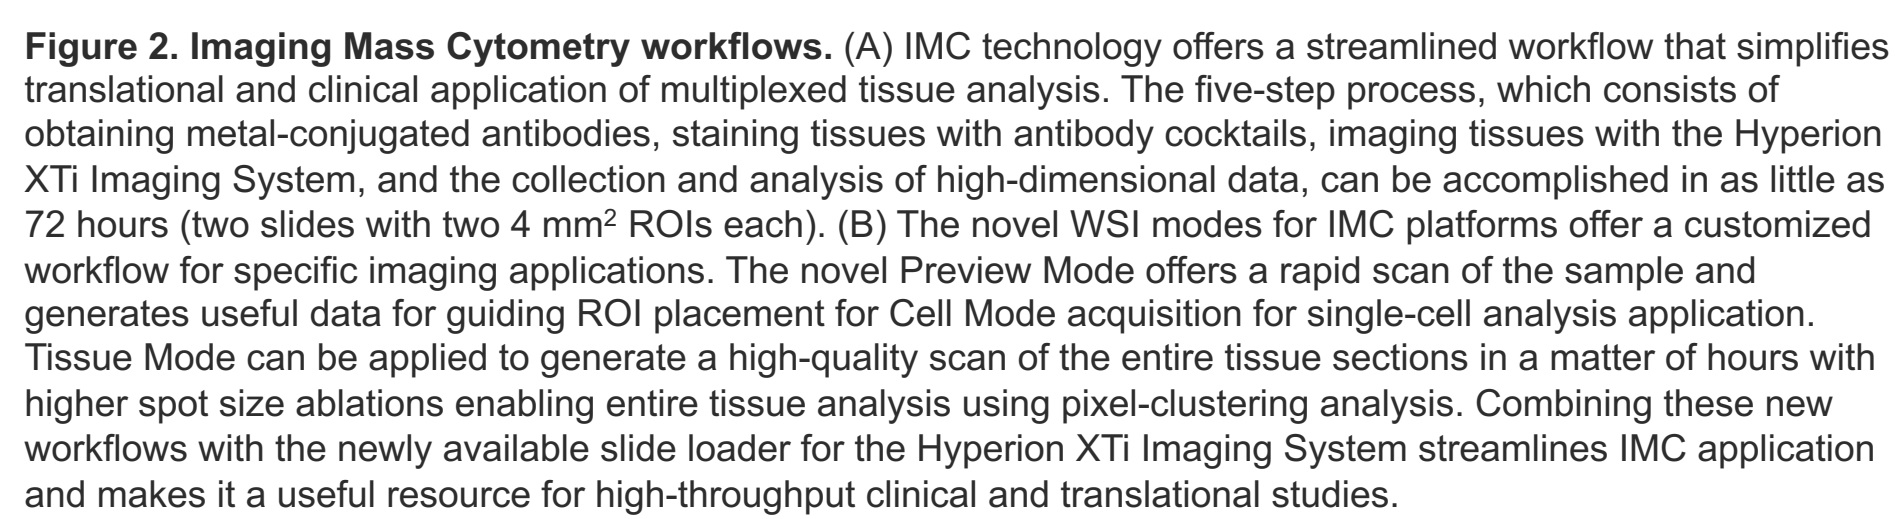 Figure 2. Imaging Mass Cytometry workflows. (A) IMC technology offers a streamlined workflow that simplifies
translational and clinical application of multiplexed tissue analysis. The five-step process, which consists of
obtaining metal-conjugated antibodies, staining tissues with antibody cocktails, imaging tissues with the Hyperion
XTi Imaging System, and the collection and analysis of high-dimensional data, can be accomplished in as little as
72 hours (two slides with two 4 mm² ROIs each). (B) The novel WSI modes for IMC platforms offer a customized
workflow for specific imaging applications. The novel Preview Mode offers a rapid scan of the sample and
generates useful data for guiding ROI placement for Cell Mode acquisition for single-cell analysis application.
Tissue Mode can be applied to generate a high-quality scan of the entire tissue sections in a matter of hours with
higher spot size ablations enabling entire tissue analysis using pixel-clustering analysis. Combining these new
workflows with the newly available slide loader for the Hyperion XTi Imaging System streamlines IMC application
and makes it a useful resource for high-throughput clinical and translational studies.